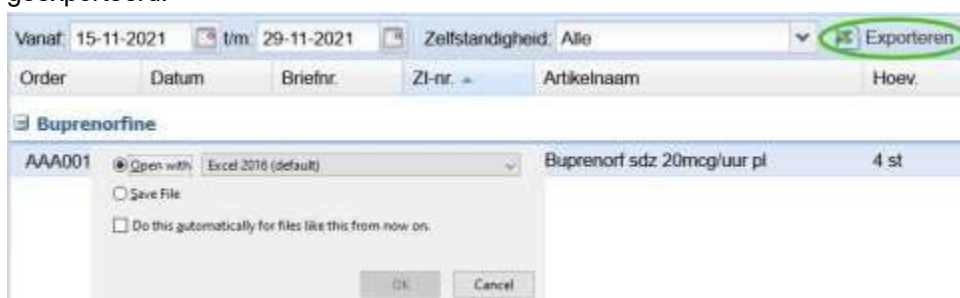 geëxporteerd.
Vanaf: 15-11-2021 t/m: 29-11-2021 Zelfstandigheid: Alle Exporteren
Order Datum Briefnr. ZI-nr. Artikelnaam Hoev.
Buprenorfine
AAA001 Buprenorf sdz 20mcg/uur pl 4 st
Open with Excel 2016 (default)
Save File
Do this automatically for files like this from now on.
OK Cancel